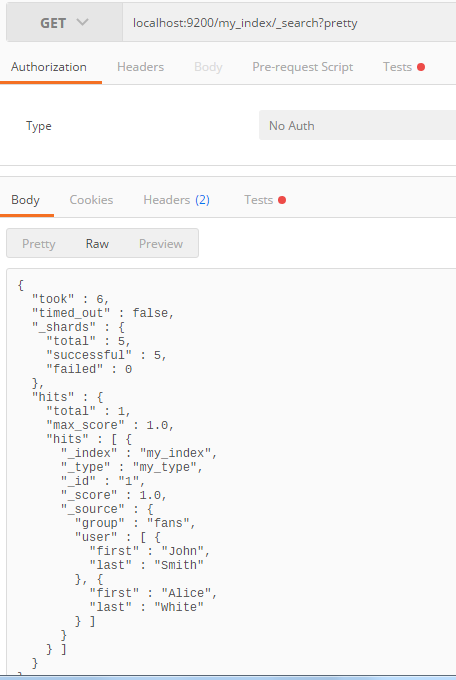 GET localhost:9200/my_index/_search?pretty
Authorization Headers Body Pre-request Script Tests
Type No Auth
Body Cookies Headers (2) Tests
Pretty Raw Preview
{
  "took" : 6,
  "timed_out" : false,
  "_shards" : {
    "total" : 5,
    "successful" : 5,
    "failed" : 0
  },
  "hits" : {
    "total" : 1,
    "max_score" : 1.0,
    "hits" : [ {
      "_index" : "my_index",
      "_type" : "my_type",
      "_id" : "1",
      "_score" : 1.0,
      "_source" : {
        "group" : "fans",
        "user" : [ {
          "first" : "John",
          "last" : "Smith"
        }, {
          "first" : "Alice",
          "last" : "White"
        } ]
      }
    } ]
  }
}